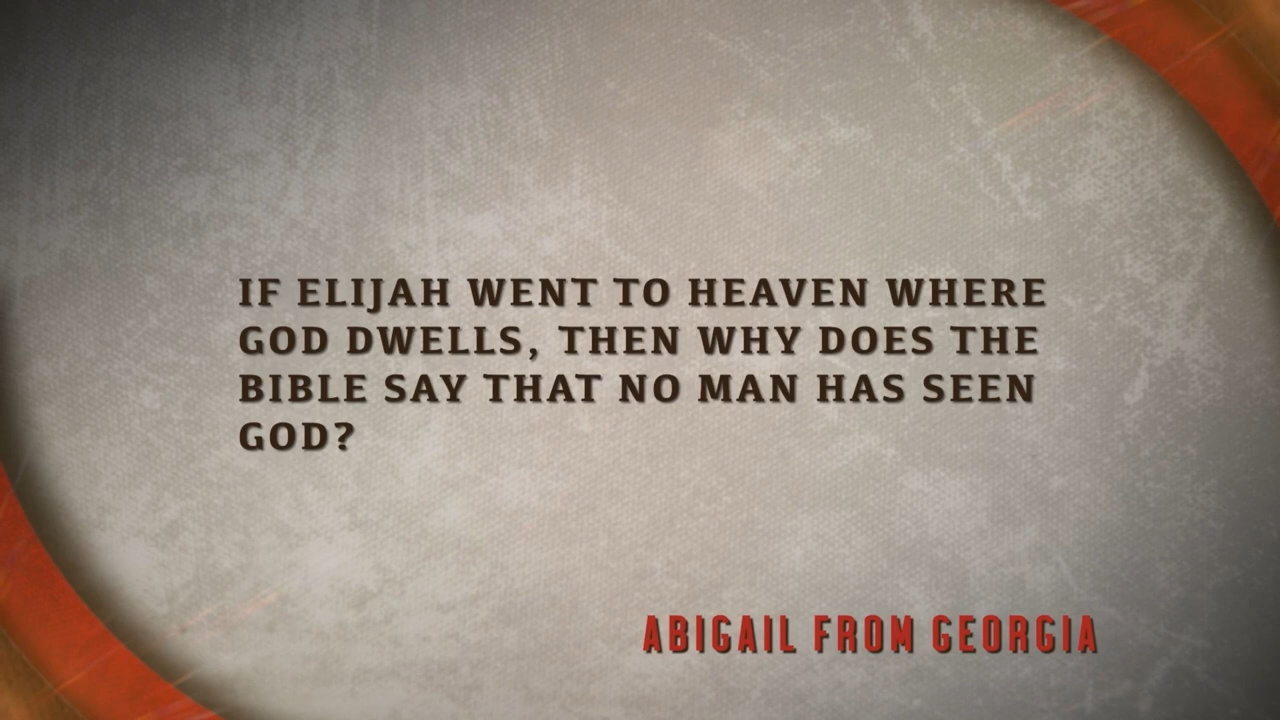 IF ELIJAH WENT TO HEAVEN WHERE
GOD DWELLS, THEN WHY DOES THE
BIBLE SAY THAT NO MAN HAS SEEN
GOD?
ABIGAIL FROM GEORGIA